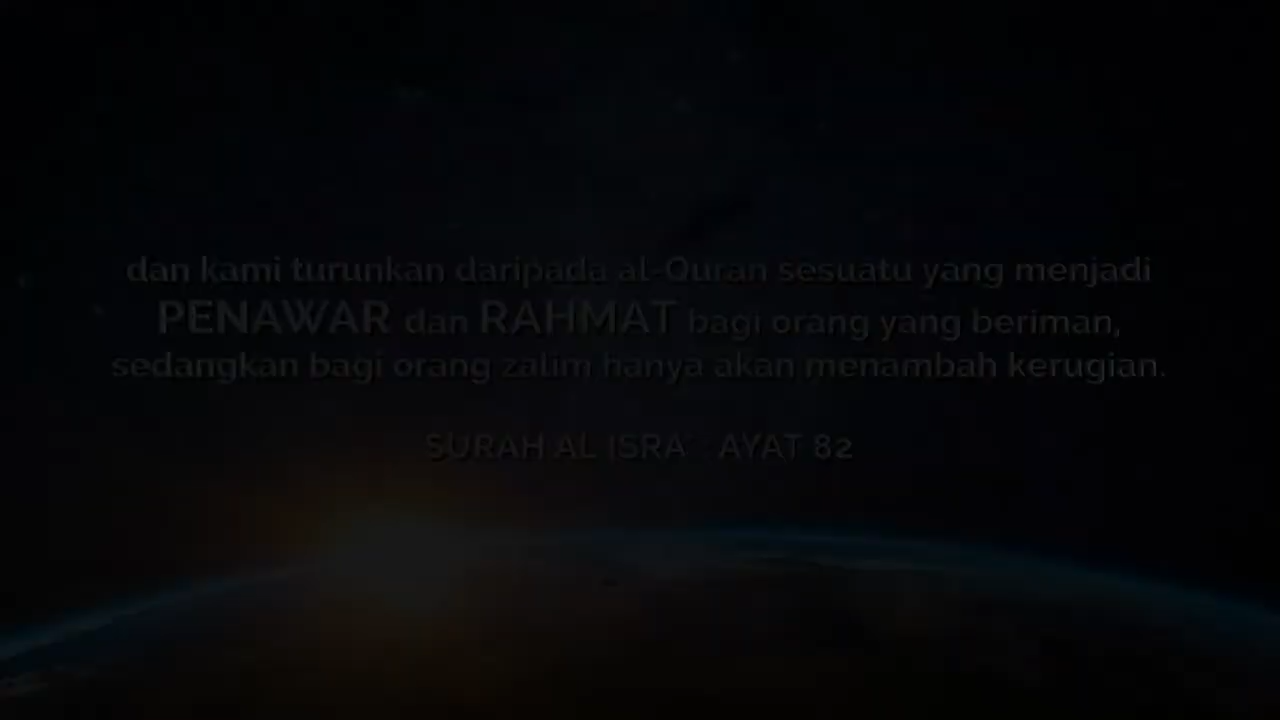 dan kami turunkan daripada al-Quran sesuatu yang menjadi
PENAWAR dan RAHMAT bagi orang yang beriman,
sedangkan bagi orang zalim hanya akan menambah kerugian.
SURAH AL ISRA' : AYAT 82